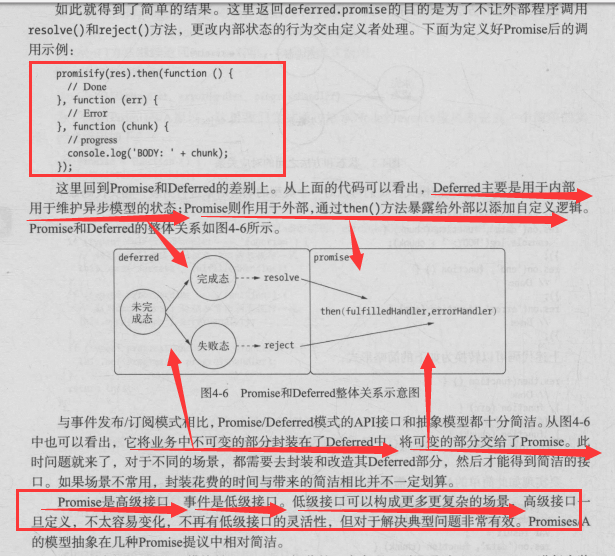 如此就得到了简单的结果。这里返回deferred.promise的目的是为了不让外部程序调用
resolve()和reject()方法，更改内部状态的行为交由定义者处理。下面为定义好Promise后的调
用示例：
promisify(res).then(function () {
// Done
}, function (err) {
// Error
}, function (chunk) {
// progress
console.log('BODY: ' + chunk);
});
这里回到Promise和Deferred的差别上。从上面的代码可以看出，Deferred主要是用于内部，
用于维护异步模型的状态；Promise则作用于外部，通过then()方法暴露给外部以添加自定义逻辑。
Promise和Deferred的整体关系如图4-6所示。
deferred
promise
未完
成态
完成态
resolve
then(fulfilledHandler,errorHandler)
失败态
reject
图4-6 Promise和Deferred整体关系示意图
与事件发布/订阅模式相比，Promise/Deferred模式的API接口和抽象模型都十分简洁。从图4-6
中也可以看出，它将业务中不可变的部分封装在了Deferred中，将可变的部分交给了Promise。此
时问题就来了，对于不同的场景，都需要去封装和改造其Deferred部分，然后才能得到简洁的接
口。如果场景不常用，封装花费的时间与带来的简洁相比并不一定划算。
Promise是高级接口，事件是低级接口。低级接口可以构成更多更复杂的场景，高级接口一
旦定义，不太容易变化，不再有低级接口的灵活性，但对于解决典型问题非常有效。Promises/A
的模型抽象在几种Promise提议中相对简洁。